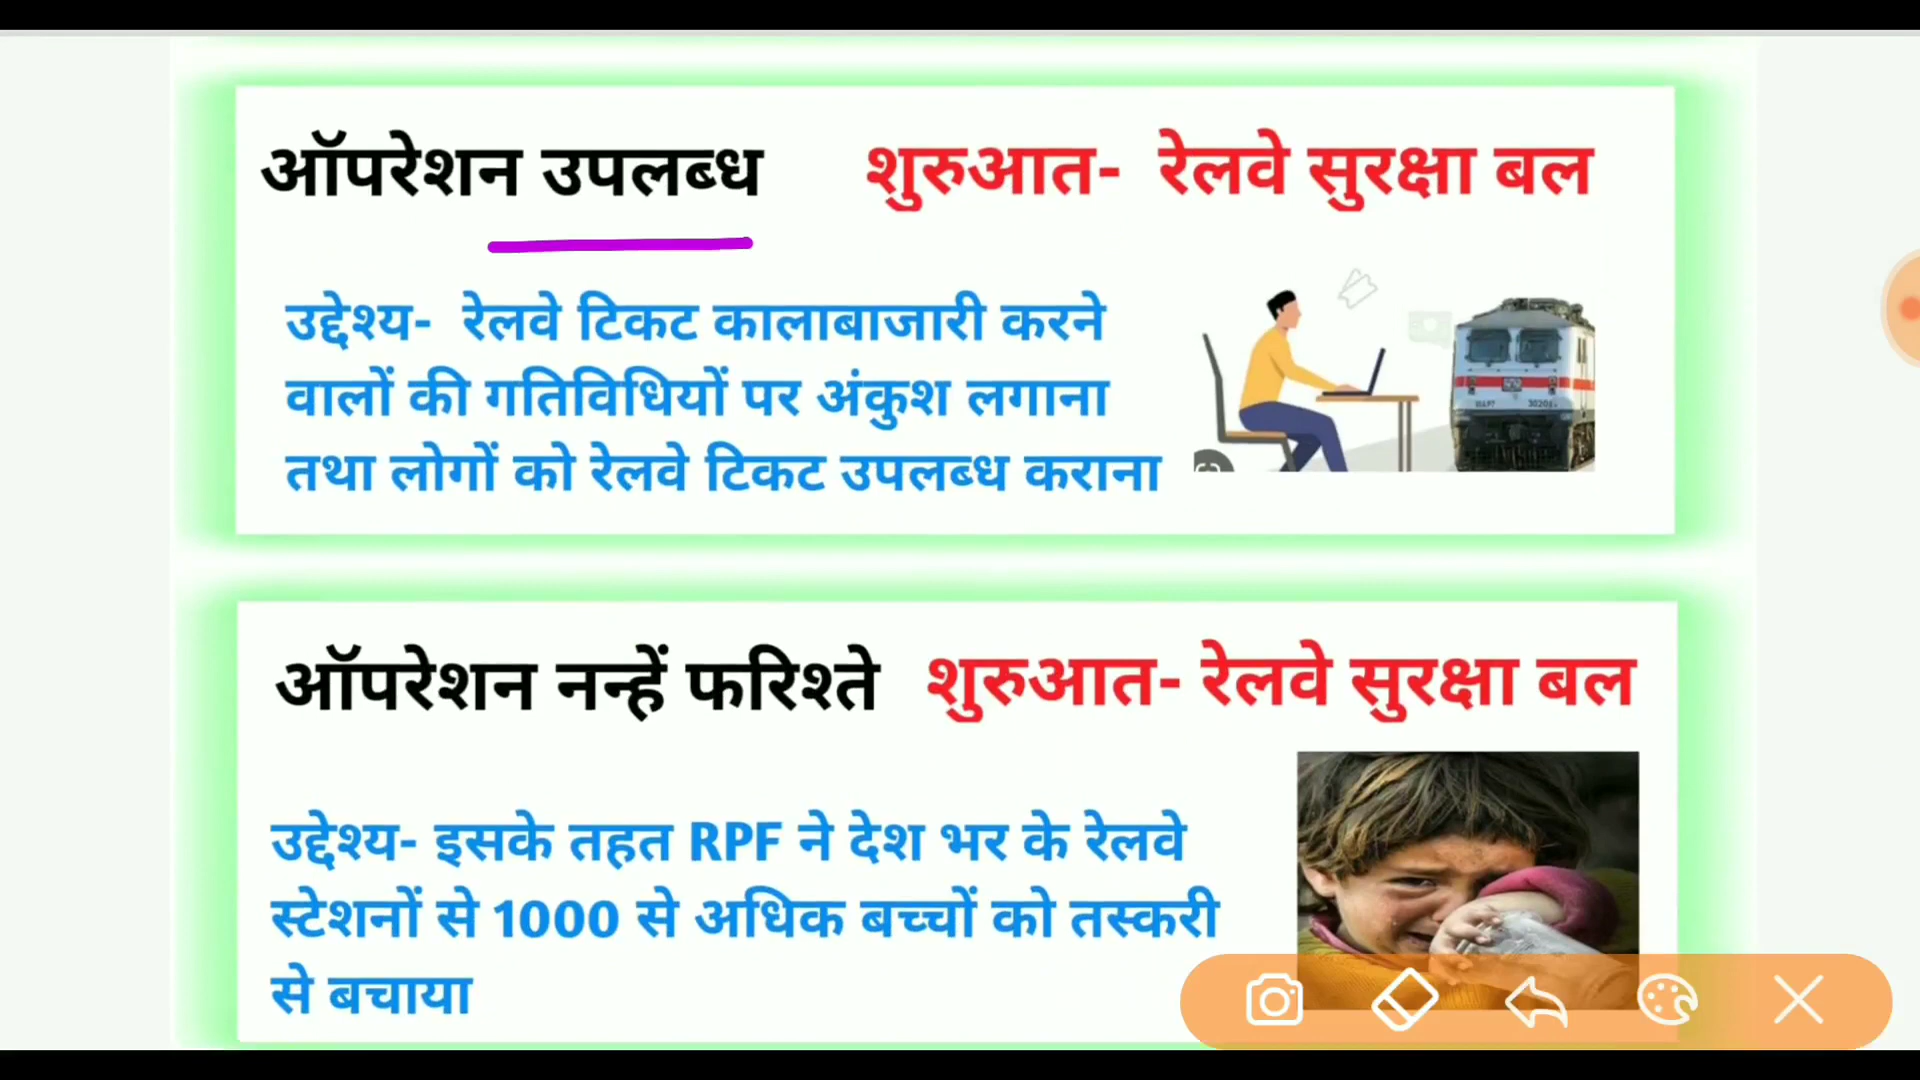 ऑपरेशन उपलब्ध शुरुआत- रेलवे सुरक्षा बल
उद्देश्य- रेलवे टिकट कालाबाजारी करने
वालों की गतिविधियों पर अंकुश लगाना
तथा लोगों को रेलवे टिकट उपलब्ध कराना
ऑपरेशन नन्हें फरिश्ते शुरुआत- रेलवे सुरक्षा बल
उद्देश्य- इसके तहत RPF ने देश भर के रेलवे
स्टेशनों से 1000 से अधिक बच्चों को तस्करी
से बचाया